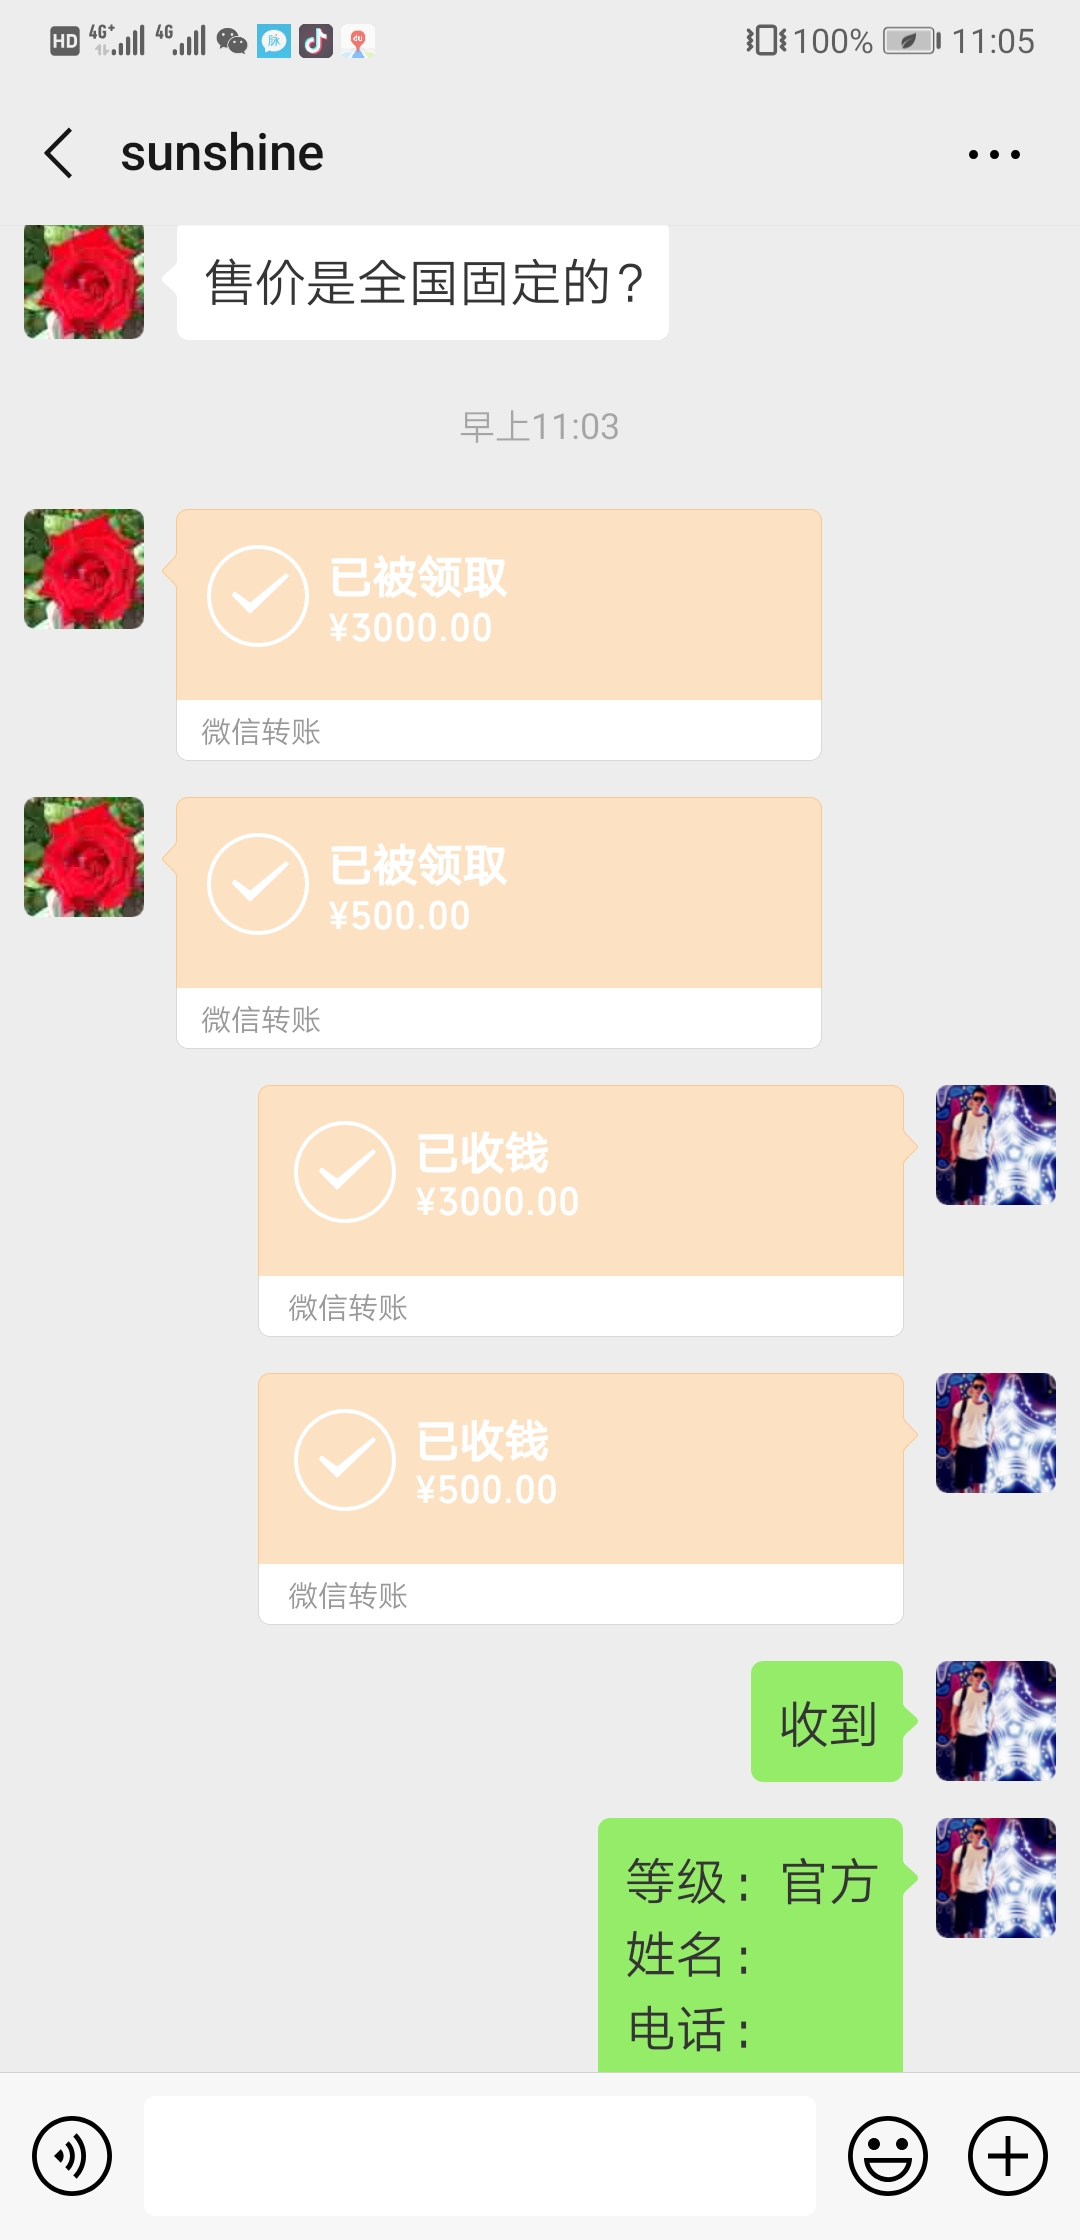 HD 4G+ 4G 脉 du 100% 11:05
sunshine
售价是全国固定的?
早上11:03
已被领取
¥3000.00
微信转账
已被领取
¥500.00
微信转账
已收钱
¥3000.00
微信转账
已收钱
¥500.00
微信转账
收到
等级: 官方
姓名:
电话: